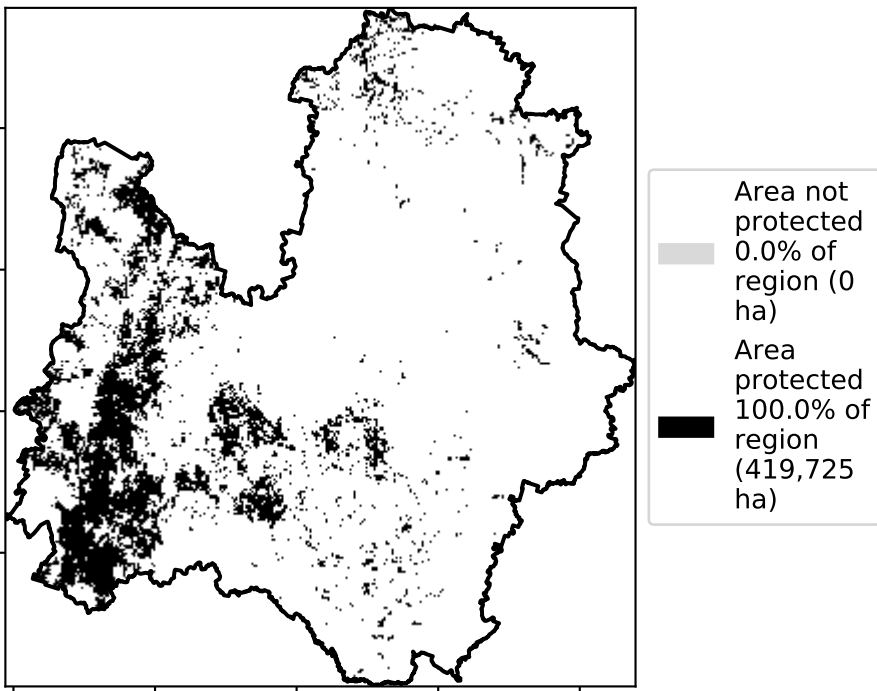 Area not
protected
0.0% of
region (0
ha)
Area
protected
100.0% of
region
(419,725
ha)